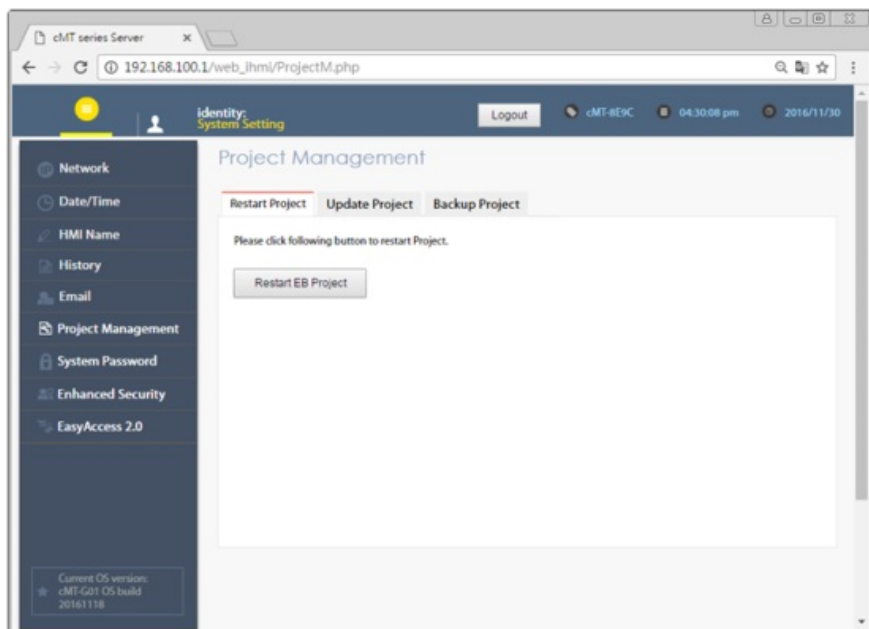 cMT series Server
192.168.100.1/web_ihmi/ProjectM.php
identity:
System Setting
Logout
cMT-8E9C
04:30:08 pm
2016/11/30
Network
Date/Time
HMI Name
History
Email
Project Management
System Password
Enhanced Security
EasyAccess 2.0
Current OS version:
cMT-G01 OS build
20161118
Project Management
Restart Project Update Project Backup Project
Please click following button to restart Project.
Restart EB Project